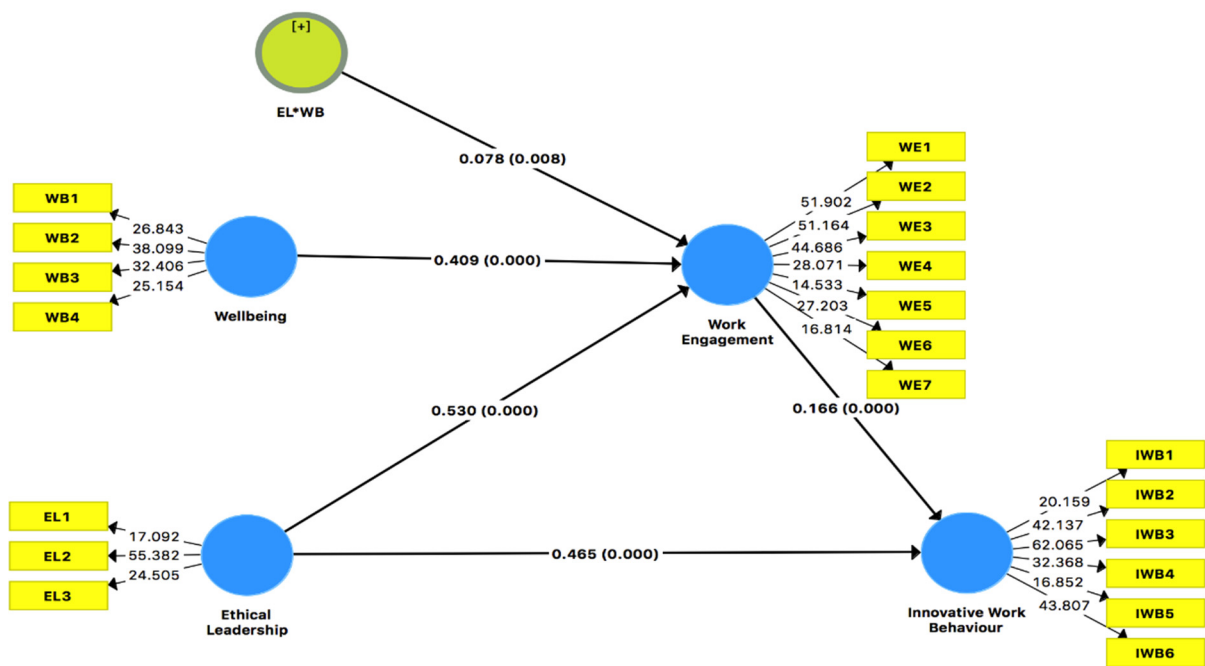 [+]
EL*WB
0.078 (0.008)
WB1
WB2
WB3
WB4
26.843
38.099
32.406
25.154
Wellbeing
0.409 (0.000)
Work
Engagement
51.902
51.164
44.686
28.071
14.533
27.203
16.814
WE1
WE2
WE3
WE4
WE5
WE6
WE7
0.530 (0.000)
0.166 (0.000)
EL1
EL2
EL3
17.092
55.382
24.505
Ethical
Leadership
0.465 (0.000)
Innovative Work
Behaviour
20.159
42.137
62.065
32.368
16.852
43.807
IWB1
IWB2
IWB3
IWB4
IWB5
IWB6